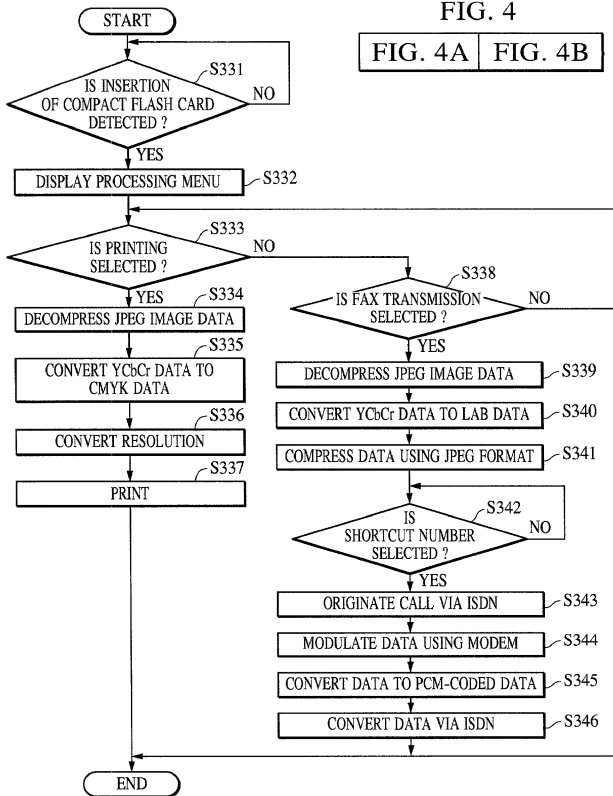 FIG. 4
FIG. 4A FIG. 4B
START
S331
IS INSERTION
OF COMPACT FLASH CARD
DETECTED ?
NO
YES
DISPLAY PROCESSING MENU
S332
S333
IS PRINTING
SELECTED ?
NO
YES
S334
DECOMPRESS JPEG IMAGE DATA
S335
CONVERT YCbCr DATA TO
CMYK DATA
S336
CONVERT RESOLUTION
S337
PRINT
S338
IS FAX TRANSMISSION
SELECTED ?
NO
YES
DECOMPRESS JPEG IMAGE DATA
S339
CONVERT YCbCr DATA TO LAB DATA
S340
COMPRESS DATA USING JPEG FORMAT
S341
S342
IS
SHORTCUT NUMBER
SELECTED ?
NO
YES
ORIGINATE CALL VIA ISDN
S343
MODULATE DATA USING MODEM
S344
CONVERT DATA TO PCM-CODED DATA
S345
CONVERT DATA VIA ISDN
S346
END